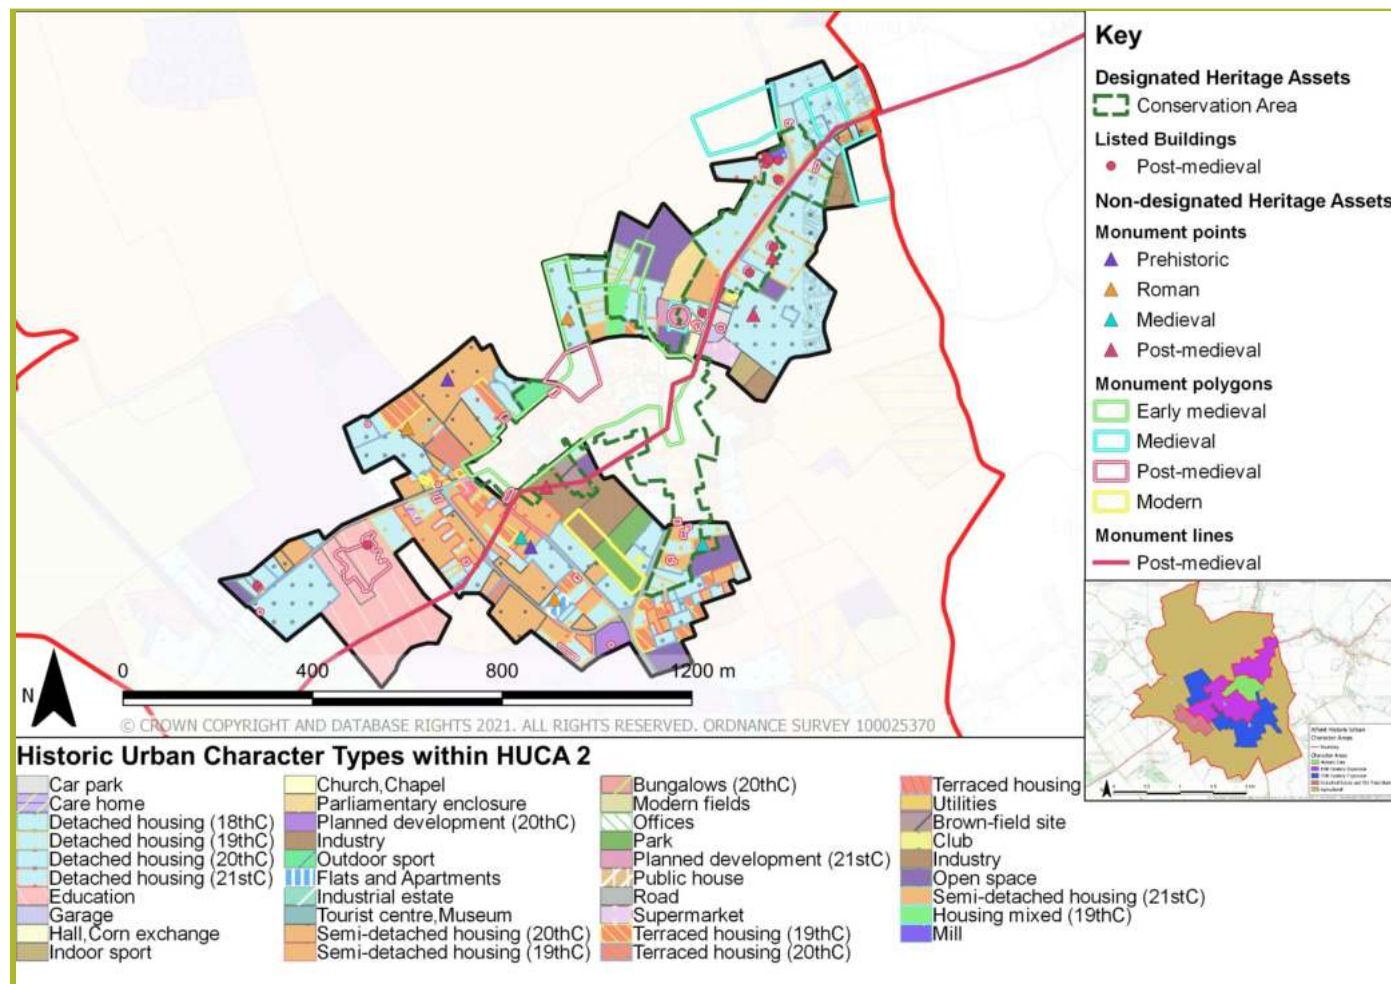 Key
Designated Heritage Assets
Conservation Area
Listed Buildings
Post-medieval
Non-designated Heritage Assets
Monument points
Prehistoric
Roman
Medieval
Post-medieval
Monument polygons
Early medieval
Medieval
Post-medieval
Modern
Monument lines
Post-medieval
N
0 400 800 1200 m
© CROWN COPYRIGHT AND DATABASE RIGHTS 2021. ALL RIGHTS RESERVED. ORDNANCE SURVEY 100025370
Historic Urban Character Types within HUCA 2
Car park
Care home
Detached housing (18thC)
Detached housing (19thC)
Detached housing (20thC)
Detached housing (21stC)
Education
Garage
Hall,Corn exchange
Indoor sport
Church,Chapel
Parliamentary enclosure
Planned development (20thC)
Industry
Outdoor sport
Flats and Apartments
Industrial estate
Tourist centre,Museum
Semi-detached housing (20thC)
Semi-detached housing (19thC)
Bungalows (20thC)
Modern fields
Offices
Park
Planned development (21stC)
Public house
Road
Supermarket
Terraced housing (19thC)
Terraced housing (20thC)
Terraced housing
Utilities
Brown-field site
Club
Industry
Open space
Semi-detached housing (21stC)
Housing mixed (19thC)
Mill